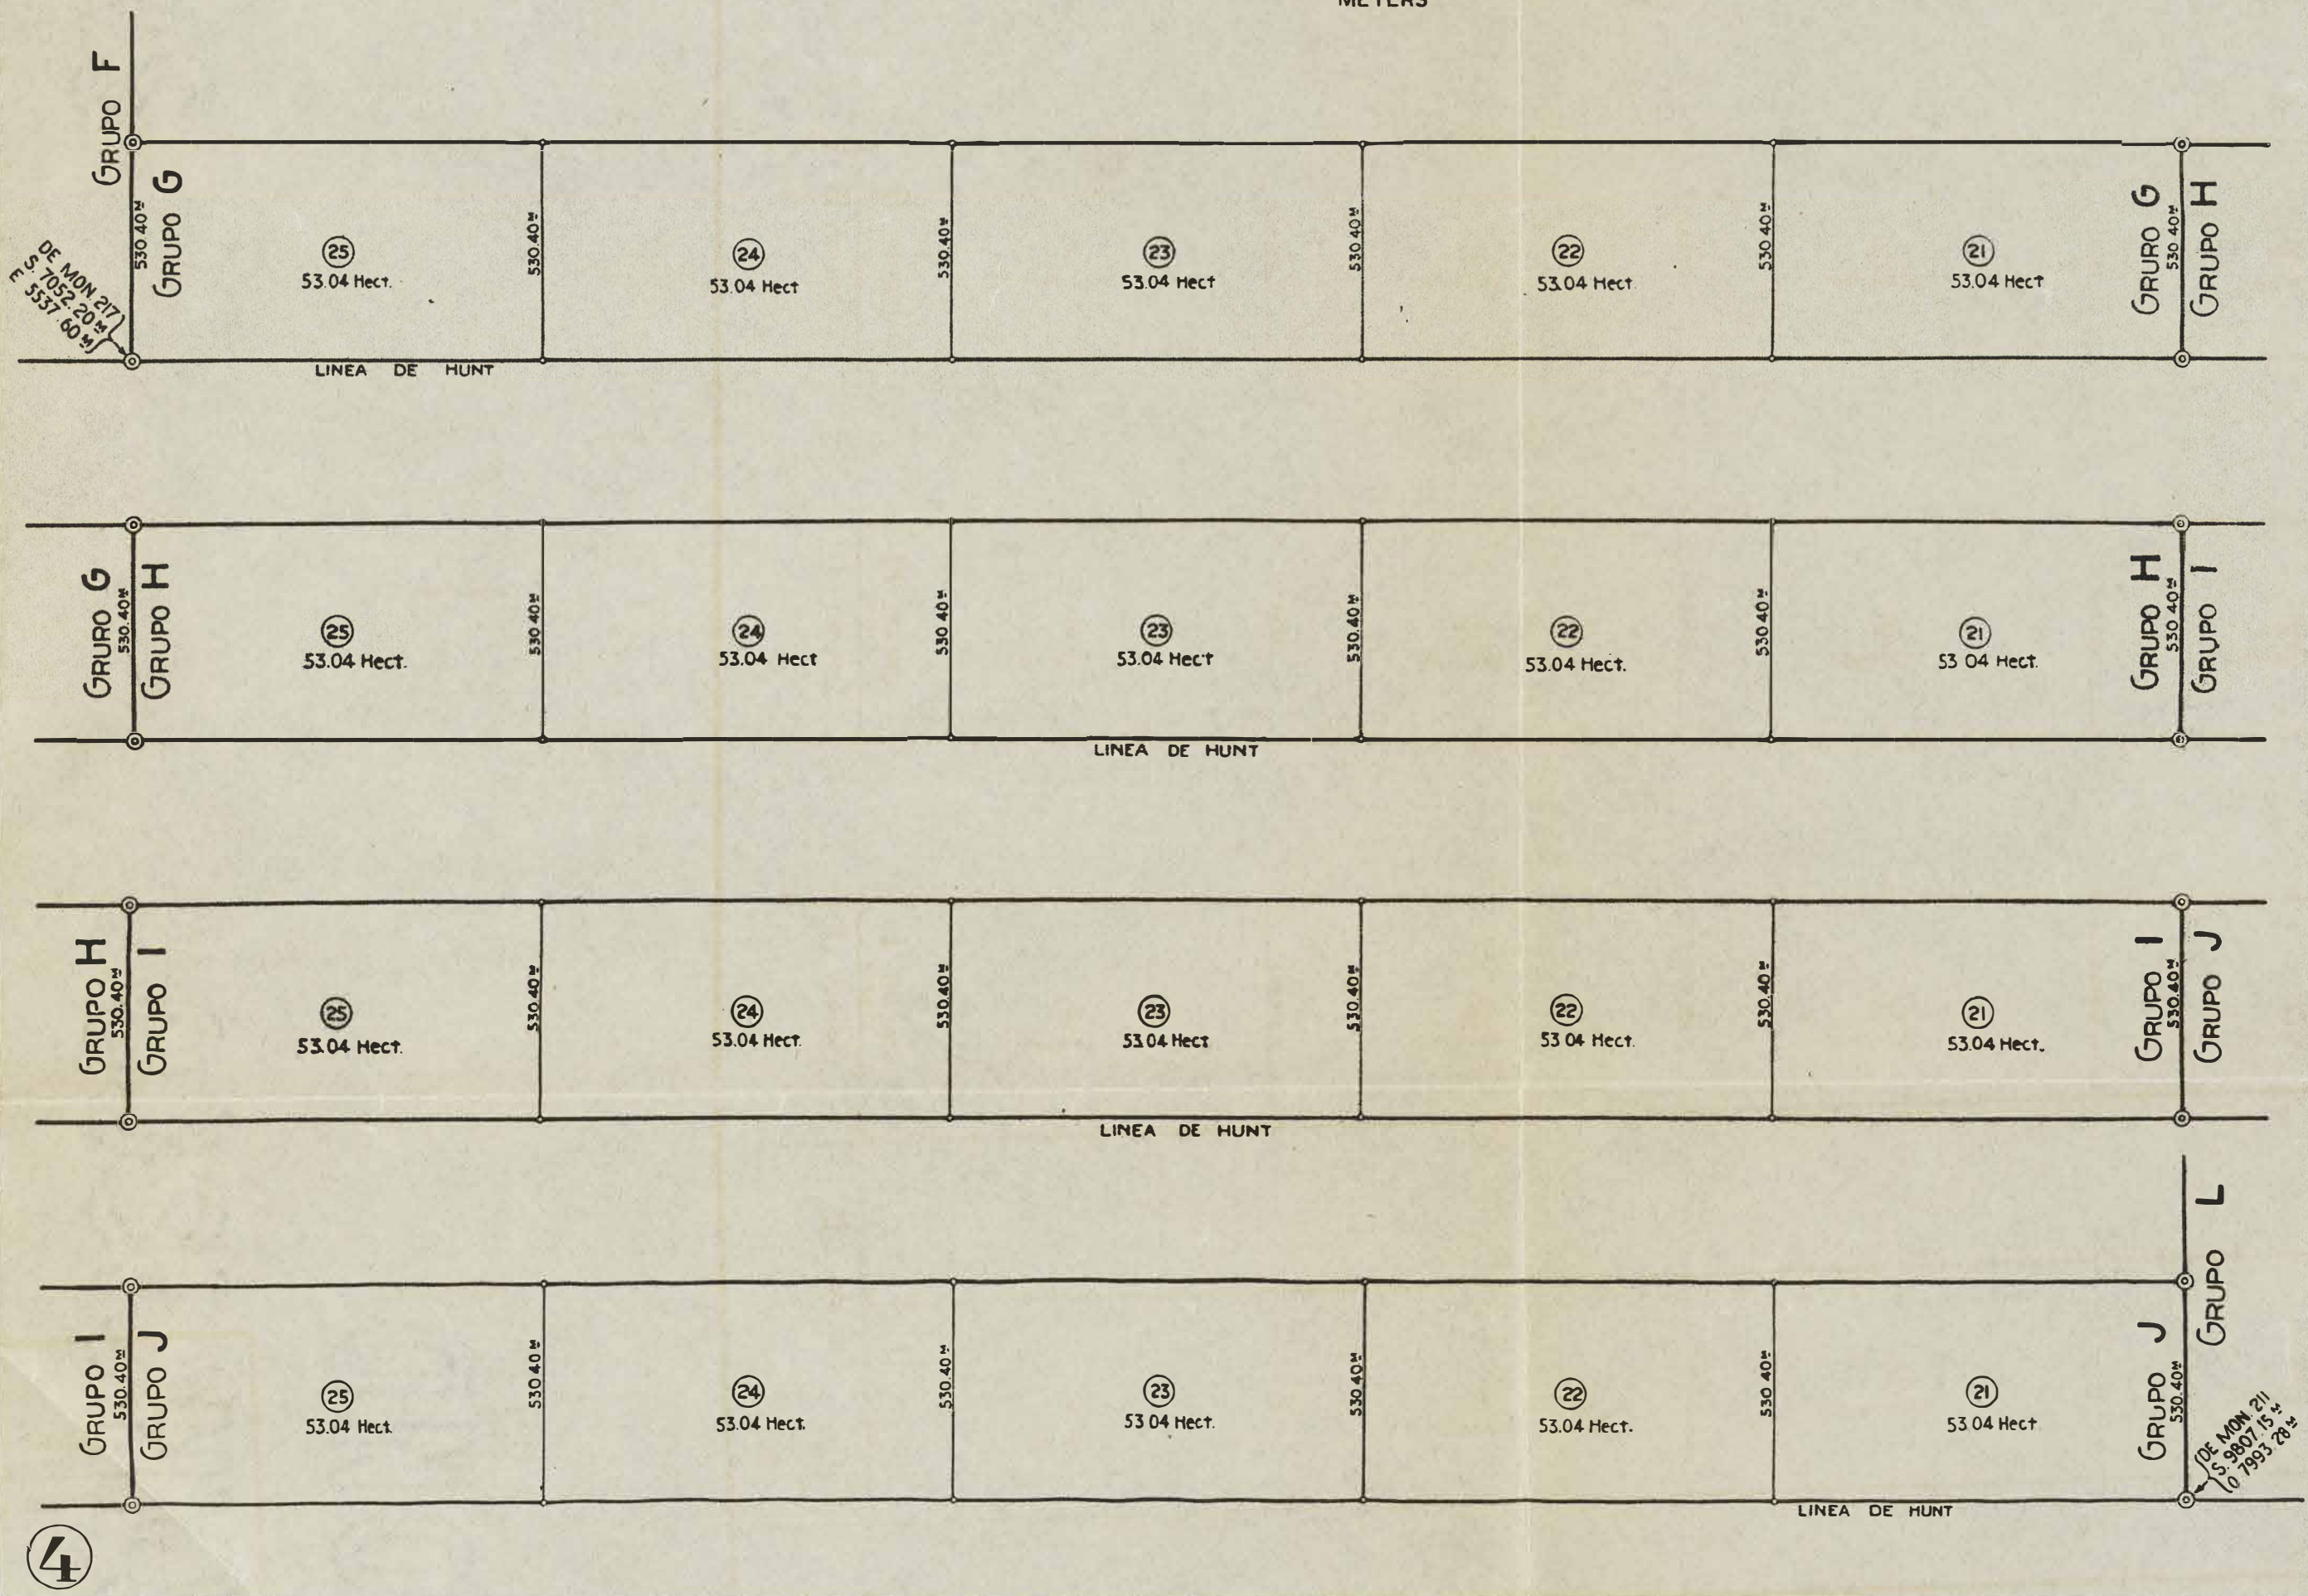 METERS
GRUPO F
530 40M
GRUPO G
DE MON 217
S. 7052.20M
E 5537.60M
25
53.04 Hect.
530.40M
24
53.04 Hect
530.40M
23
53.04 Hect
530 40M
22
53.04 Hect
530 40M
21
53.04 Hect
GRURO G
530 40M
GRUPO H
LINEA DE HUNT
GRURO G
530.40M
GRUPO H
25
53.04 Hect.
530 40M
24
53.04 Hect
530 40M
23
53.04 Hect
530.40M
22
53.04 Hect.
530 40M
21
53 04 Hect.
GRUPO H
530 40M
GRUPO I
LINEA DE HUNT
GRUPO H
530.40M
GRUPO I
25
53.04 Hect.
530.40M
24
53.04 Hect.
530.40M
23
53.04 Hect
530.40M
22
53 04 Hect.
530.40M
21
53.04 Hect.
GRUPO I
530.40M
GRUPO J
LINEA DE HUNT
GRUPO I
530.40M
GRUPO J
25
53.04 Hect.
530 40M
24
53.04 Hect.
530.40M
23
53 04 Hect.
530 40M
22
53.04 Hect.
530 40M
21
53 04 Hect
GRUPO J
530.40M
GRUPO L
DE MON. 211
S. 9807.15M
O 7993.28M
LINEA DE HUNT
4